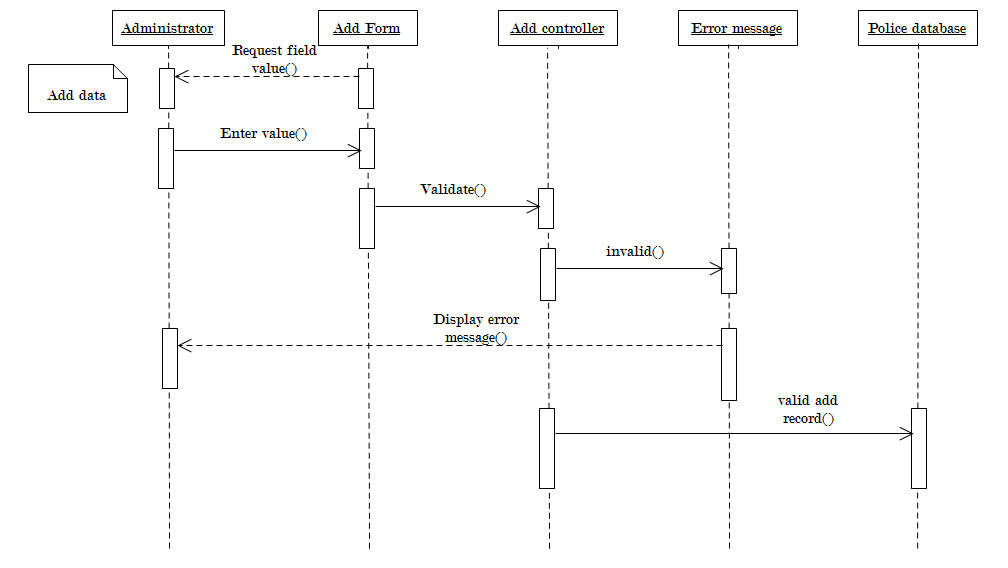 Administrator
Add Form
Add controller
Error message
Police database
Request field
value()
Add data
Enter value()
Validate()
invalid()
Display error
message()
valid add
record()